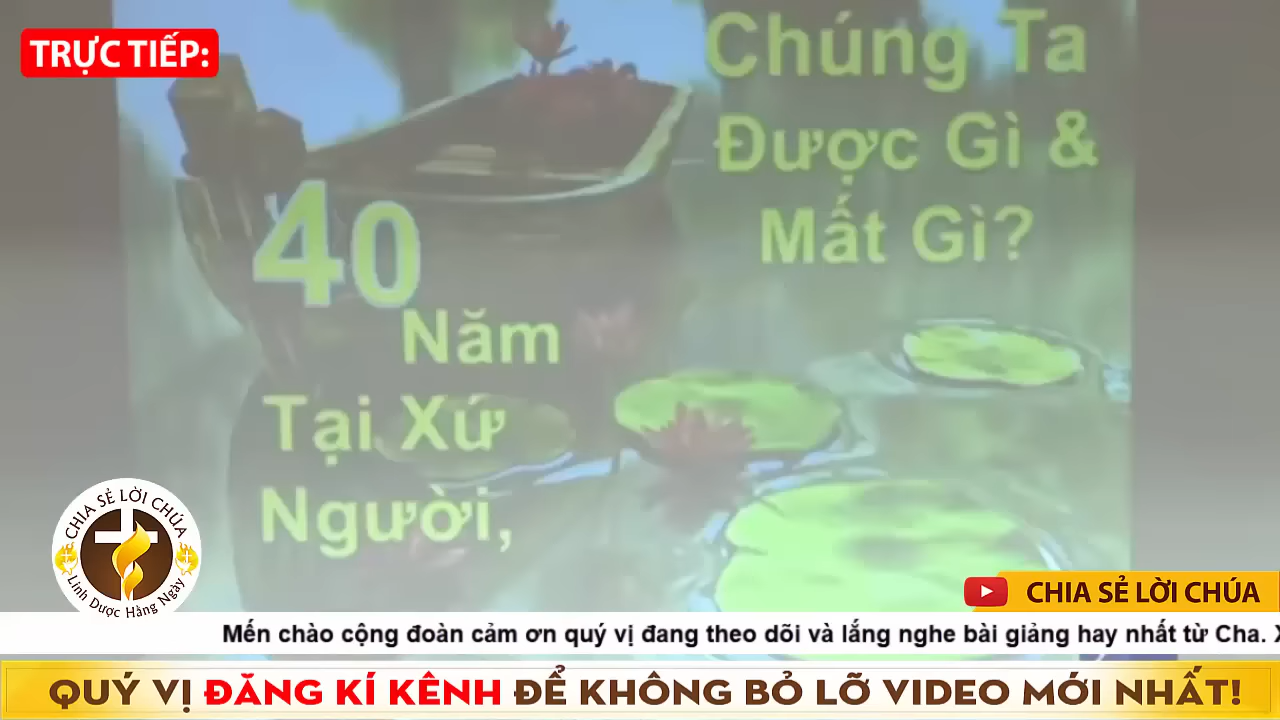 TRỰC TIẾP:
Chúng Ta
Được Gì &
Mất Gì?
40
Năm
Tại Xứ
Người,
CHIA SẺ LỜI CHÚA
Linh Dược Hằng Ngày
CHIA SẺ LỜI CHÚA
Mến chào cộng đoàn cảm ơn quý vị đang theo dõi và lắng nghe bài giảng hay nhất từ Cha. X
QUÝ VỊ ĐĂNG KÍ KÊNH ĐỂ KHÔNG BỎ LỠ VIDEO MỚI NHẤT!